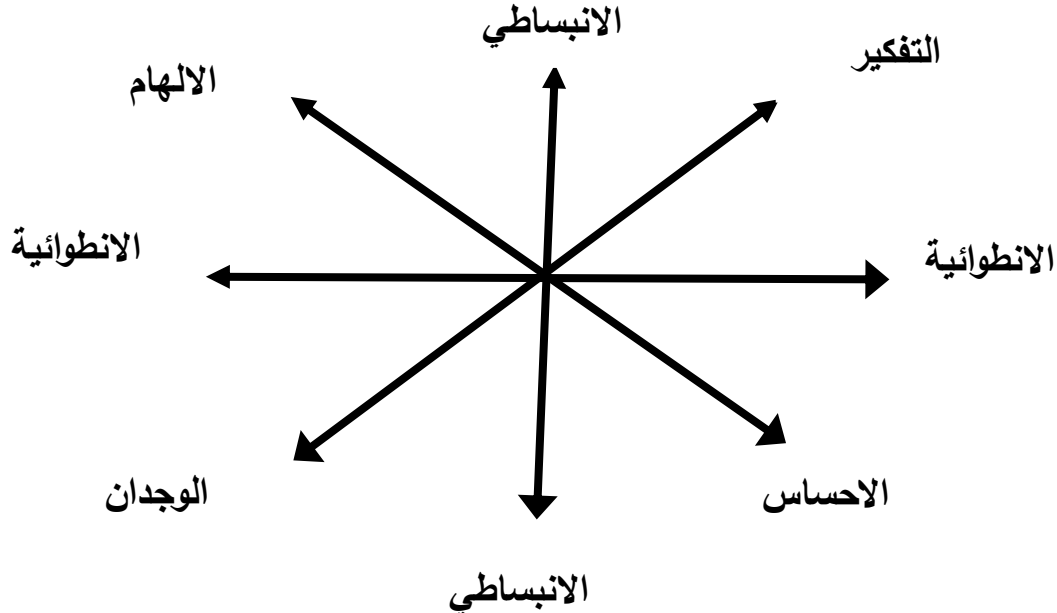 الانبساطي
التفكير
الالهام
الانطوائية
الانطوائية
الاحساس
الوجدان
الانبساطي